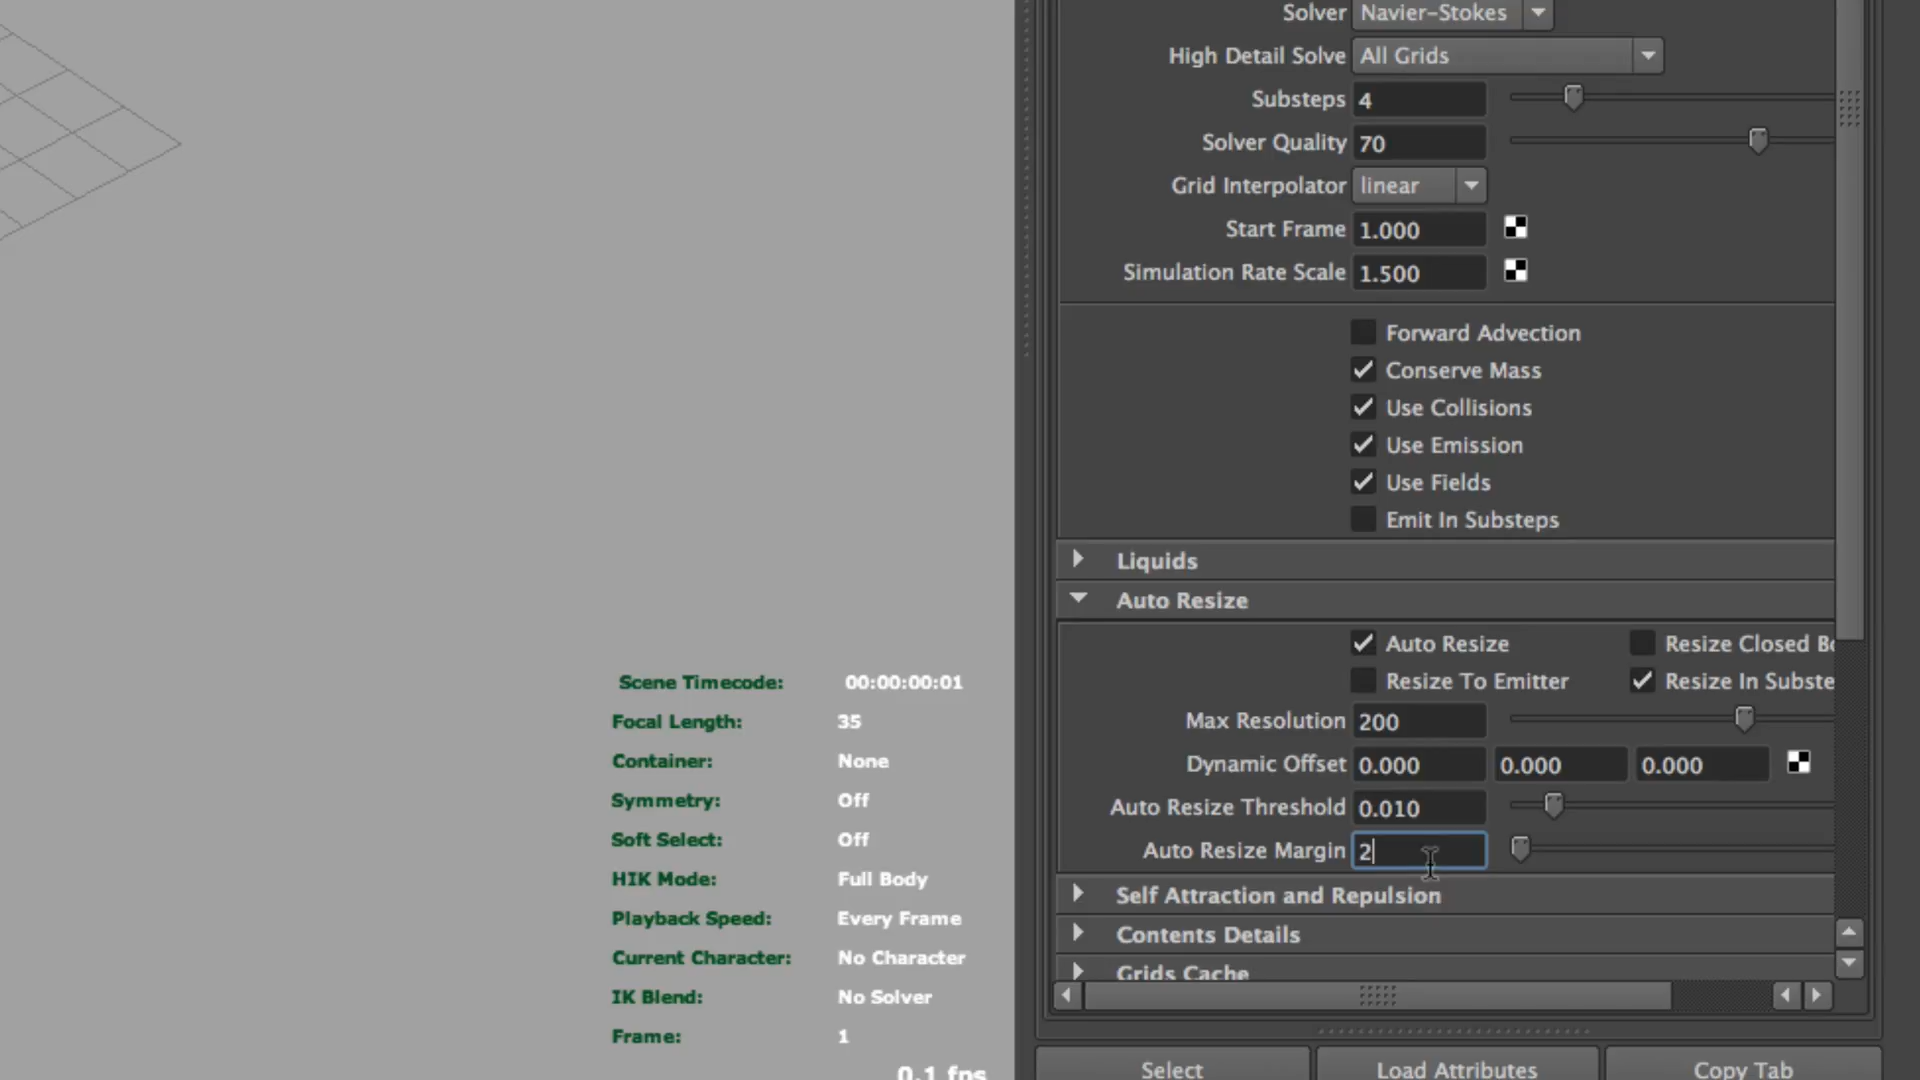 Solver Navier-Stokes
High Detail Solve All Grids
Substeps 4
Solver Quality 70
Grid Interpolator linear
Start Frame 1.000
Simulation Rate Scale 1.500
Forward Advection
Conserve Mass
Use Collisions
Use Emission
Use Fields
Emit In Substeps
Liquids
Auto Resize
Auto Resize Resize Closed Bo
Resize To Emitter Resize In Subste
Max Resolution 200
Dynamic Offset 0.000 0.000 0.000
Auto Resize Threshold 0.010
Auto Resize Margin 2
Self Attraction and Repulsion
Contents Details
Grids Cache
Select Load Attributes Copy Tab
Scene Timecode: 00:00:00:01
Focal Length: 35
Container: None
Symmetry: Off
Soft Select: Off
HIK Mode: Full Body
Playback Speed: Every Frame
Current Character: No Character
IK Blend: No Solver
Frame: 1
0.1 fps